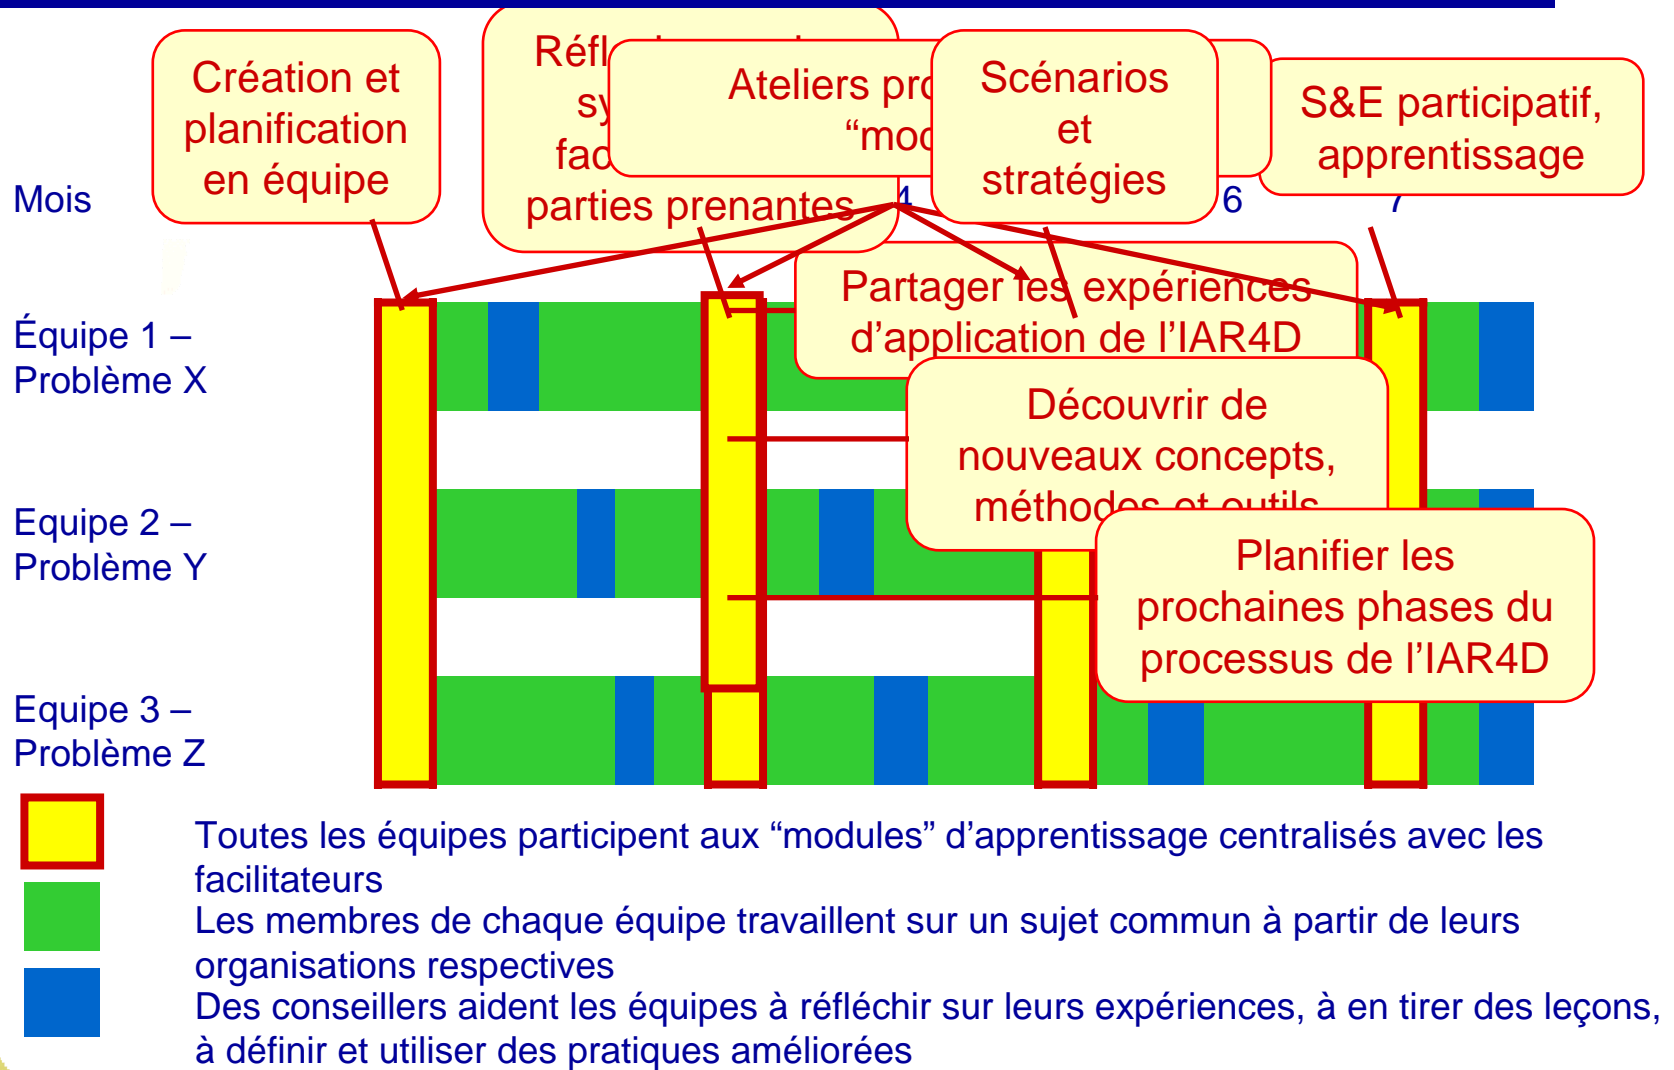 Création et
planification
en équipe
parties prenantes
Ateliers
Scénarios
et
stratégies
S&E participatif,
apprentissage
Mois
4
6
7
Partager les expériences
d’application de l’IAR4D
Découvrir de
nouveaux concepts,
méthodes et outils
Planifier les
prochaines phases du
processus de l’IAR4D
Équipe 1 –
Problème X
Equipe 2 –
Problème Y
Equipe 3 –
Problème Z
Toutes les équipes participent aux “modules” d’apprentissage centralisés avec les
facilitateurs
Les membres de chaque équipe travaillent sur un sujet commun à partir de leurs
organisations respectives
Des conseillers aident les équipes à réfléchir sur leurs expériences, à en tirer des leçons,
à définir et utiliser des pratiques améliorées